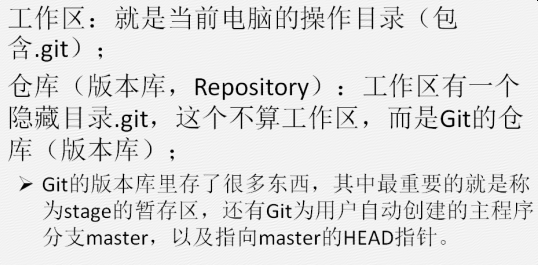 工作区：就是当前电脑的操作目录（包
含.git）；
仓库（版本库，Repository）：工作区有一个
隐藏目录.git，这个不算工作区，而是Git的仓
库（版本库）；
➢ Git的版本库里存了很多东西，其中最重要的就是称
为stage的暂存区，还有Git为用户自动创建的主程序
分支master，以及指向master的HEAD指针。